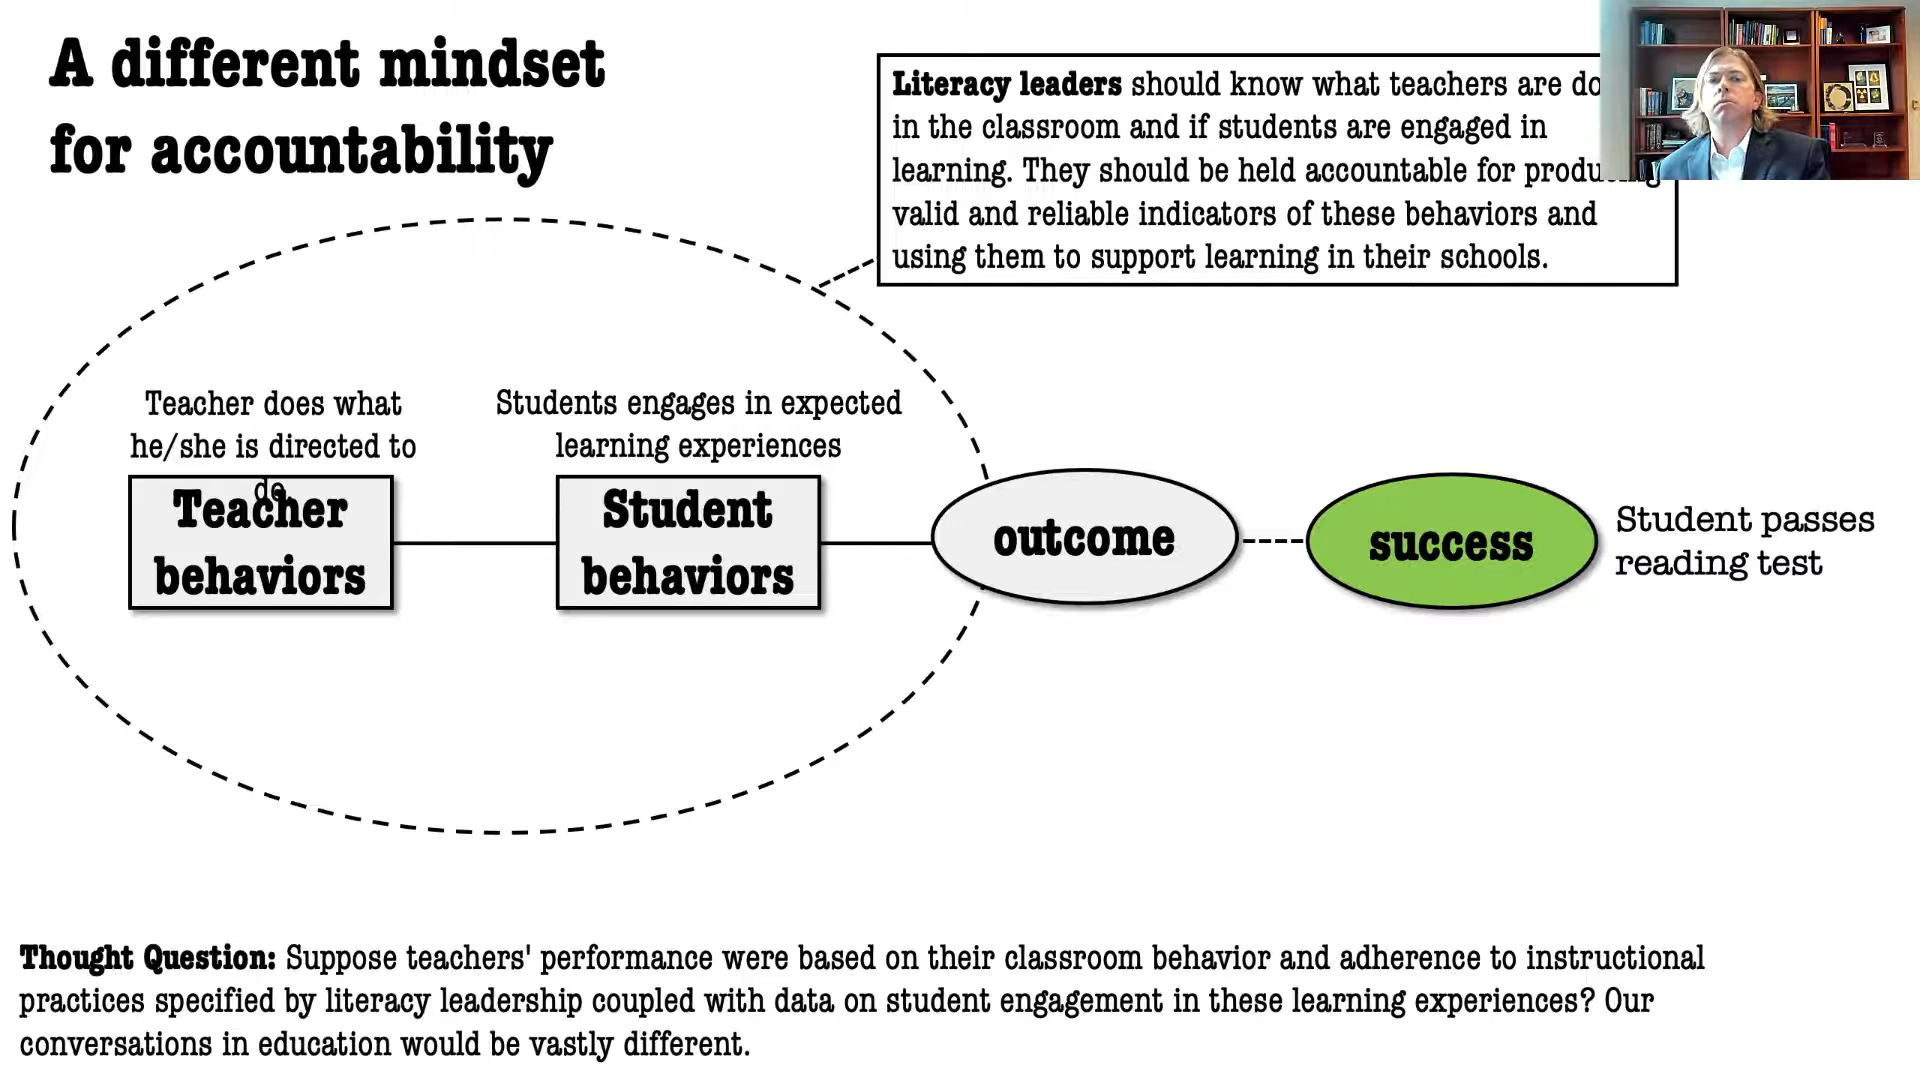 A different mindset
for accountability
Literacy leaders should know what teachers are do
in the classroom and if students are engaged in
learning. They should be held accountable for produ
valid and reliable indicators of these behaviors and
using them to support learning in their schools.
Teacher does what
he/she is directed to
do
Students engages in expected
learning experiences
Teacher
behaviors
Student
behaviors
outcome
success
Student passes
reading test
Thought Question: Suppose teachers' performance were based on their classroom behavior and adherence to instructional
practices specified by literacy leadership coupled with data on student engagement in these learning experiences? Our
conversations in education would be vastly different.